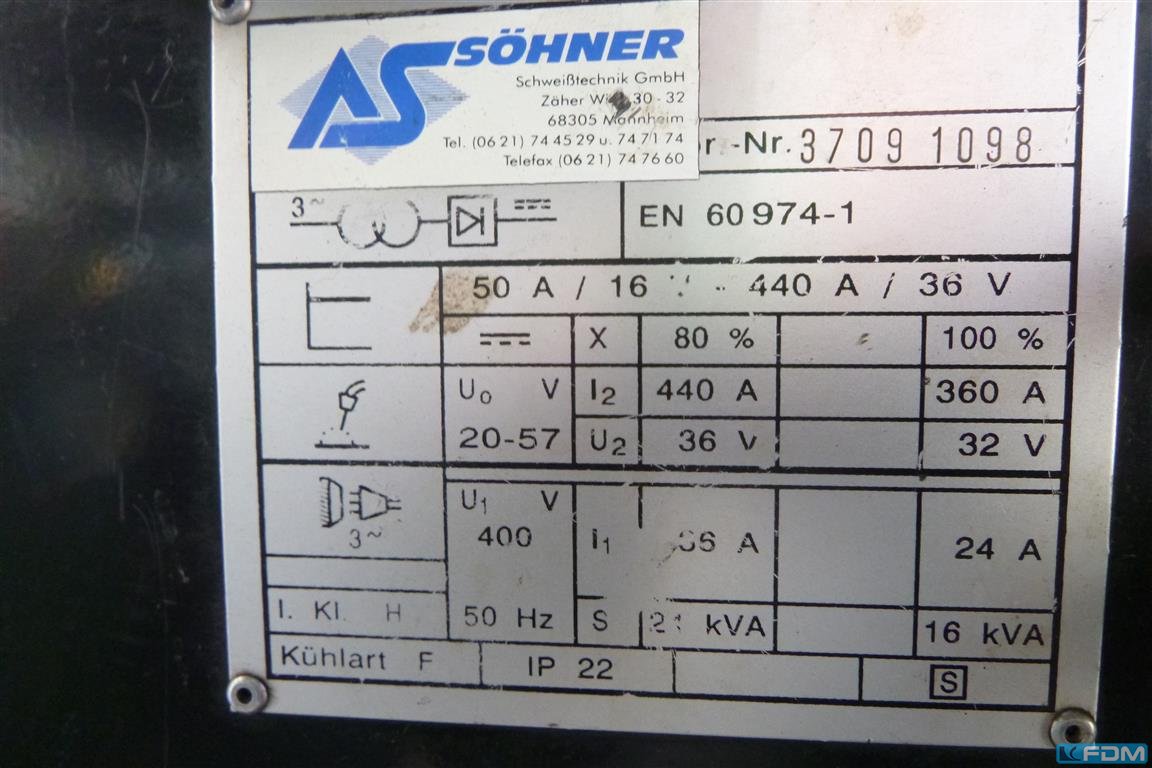 AS SÖHNER
Schweißtechnik GmbH
Zäher 30 - 32
68305 Mannheim
Tel. (06 21) 74 45 29 u. 74 71 74
Telefax (06 21) 74 76 60
-Nr. 3709 1098
3~
EN 60974-1
50 A / 16 - 440 A / 36 V
X 80 % 100 %
U0 V I2 440 A 360 A
20-57 U2 36 V 32 V
U1 V
400 I1 A 24 A
3~
I. Kl. H 50 Hz S kVA 16 kVA
Kühlart F IP 22 S
FDM